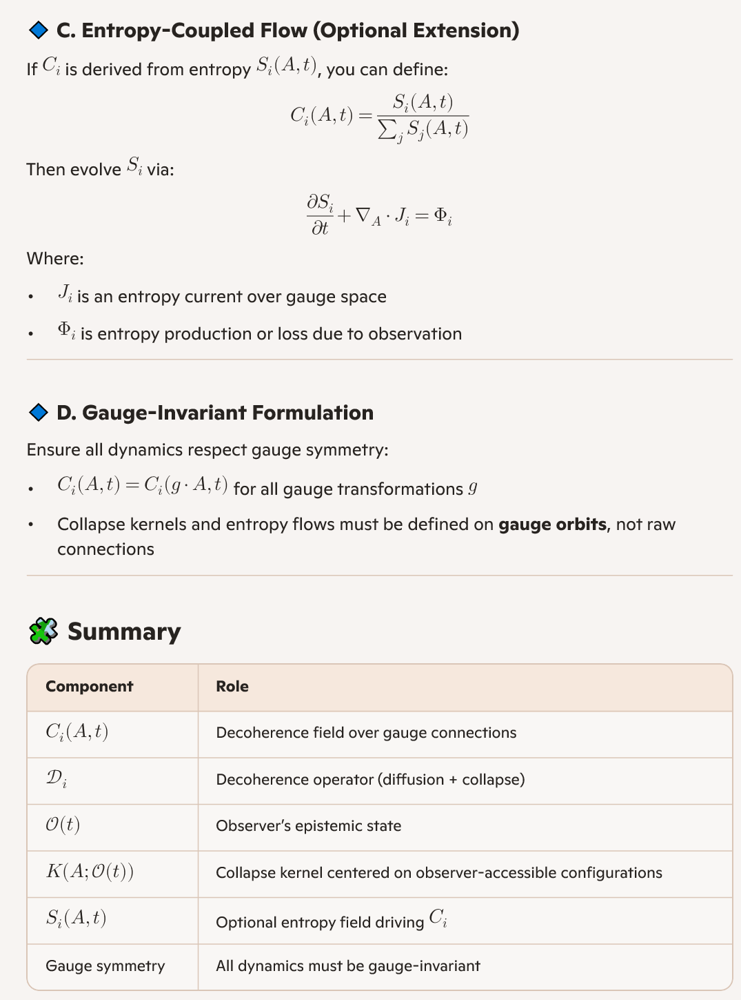 🔷 C. Entropy-Coupled Flow (Optional Extension)
If $C_i$ is derived from entropy $S_i(A, t)$, you can define:
$C_i(A, t) = \frac{S_i(A, t)}{\sum_j S_j(A, t)}$
Then evolve $S_i$ via:
$\frac{\partial S_i}{\partial t} + \nabla_A \cdot J_i = \Phi_i$
Where:
• $J_i$ is an entropy current over gauge space
• $\Phi_i$ is entropy production or loss due to observation
🔷 D. Gauge-Invariant Formulation
Ensure all dynamics respect gauge symmetry:
• $C_i(A, t) = C_i(g \cdot A, t)$ for all gauge transformations $g$
• Collapse kernels and entropy flows must be defined on gauge orbits, not raw
connections
🧩 Summary
Component Role
$C_i(A, t)$ Decoherence field over gauge connections
$\mathcal{D}_i$ Decoherence operator (diffusion + collapse)
$\mathcal{O}(t)$ Observer's epistemic state
$K(A; \mathcal{O}(t))$ Collapse kernel centered on observer-accessible configurations
$S_i(A, t)$ Optional entropy field driving $C_i$
Gauge symmetry All dynamics must be gauge-invariant